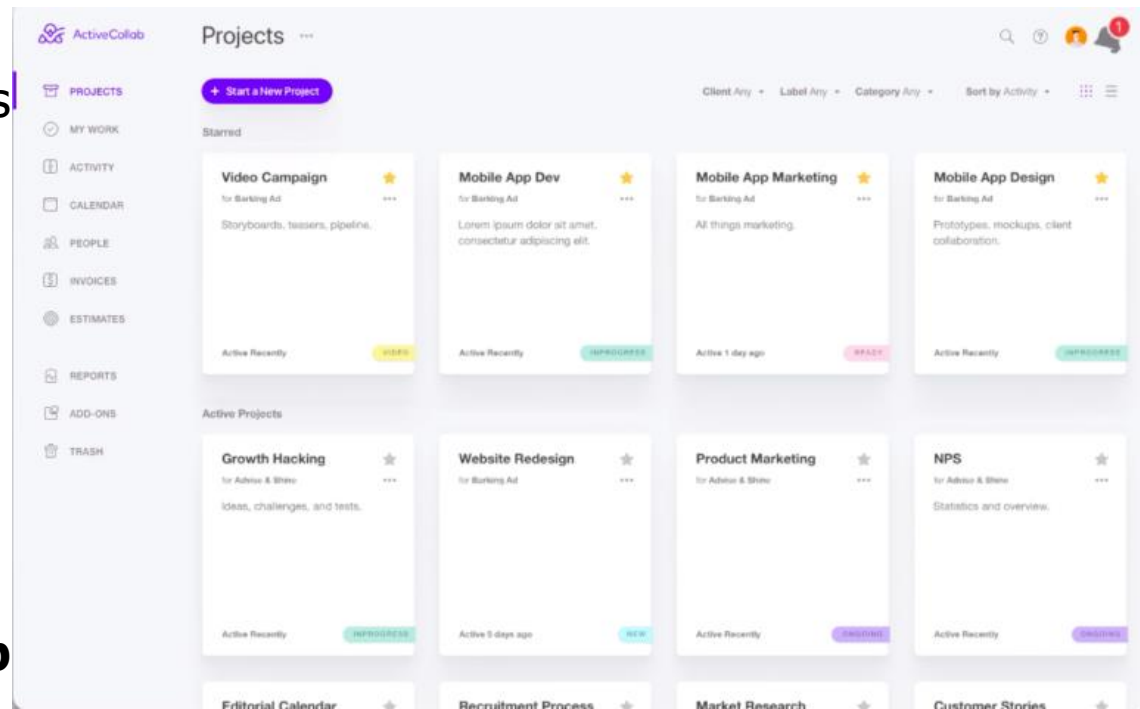 ActiveCollab
Projects ...
1
s
PROJECTS
MY WORK
ACTIVITY
CALENDAR
PEOPLE
INVOICES
ESTIMATES
REPORTS
ADD-ONS
TRASH
+ Start a New Project
Client Any Label Any Category Any Sort by Activity
Starred
Video Campaign
for Barking Ad
Storyboards, teasers, pipeline.
Active Recently VIDEO
Mobile App Dev
for Barking Ad
Lorem ipsum dolor sit amet,
consectetur adipiscing elit.
Active Recently INPROGRESS
Mobile App Marketing
for Barking Ad
All things marketing.
Active 1 day ago READY
Mobile App Design
for Barking Ad
Prototypes, mockups, client
collaboration.
Active Recently INPROGRESS
Active Projects
Growth Hacking
for Advise & Shine
Ideas, challenges, and tests.
Active Recently INPROGRESS
Website Redesign
for Barking Ad
Active 5 days ago NEW
Product Marketing
for Advise & Shine
Active Recently ONGOING
NPS
for Advise & Shine
Statistics and overview.
Active Recently ONGOING
Editorial Calendar
Recruitment Process
Market Research
Customer Stories